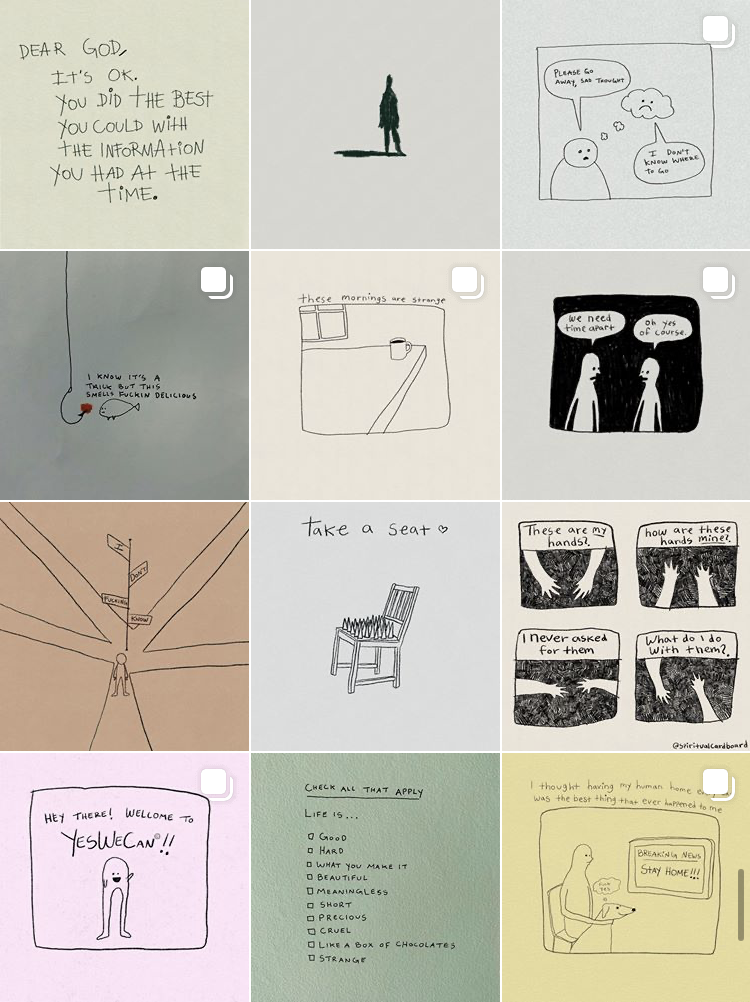 DEAR GOD,
IT'S OK.
YOU DID THE BEST
YOU COULD WITH
THE INFORMATION
YOU HAD AT THE
TIME.
PLEASE GO
AWAY, SAD THOUGHT
I DON'T
KNOW WHERE
TO GO
I KNOW IT'S A
TRICK BUT THIS
SMELLS FUCKIN DELICIOUS
these mornings are strange
We need
time apart
Oh yes
of course.
I
DON'T
FUCKING
KNOW
Take a seat ♡
These are my
hands?
how are these
hands mine?
I never asked
for them
What do I do
with them?
@spiritualcardboard
HEY THERE! WELCOME TO
YESWECAN©!!
CHECK ALL THAT APPLY
LIFE IS...
GOOD
HARD
WHAT YOU MAKE IT
BEAUTIFUL
MEANINGLESS
SHORT
PRECIOUS
CRUEL
LIKE A BOX OF CHOCOLATES
STRANGE
I thought having my human home
was the best thing that ever happened to me
BREAKING NEWS
STAY HOME!!!
FUCK
YES